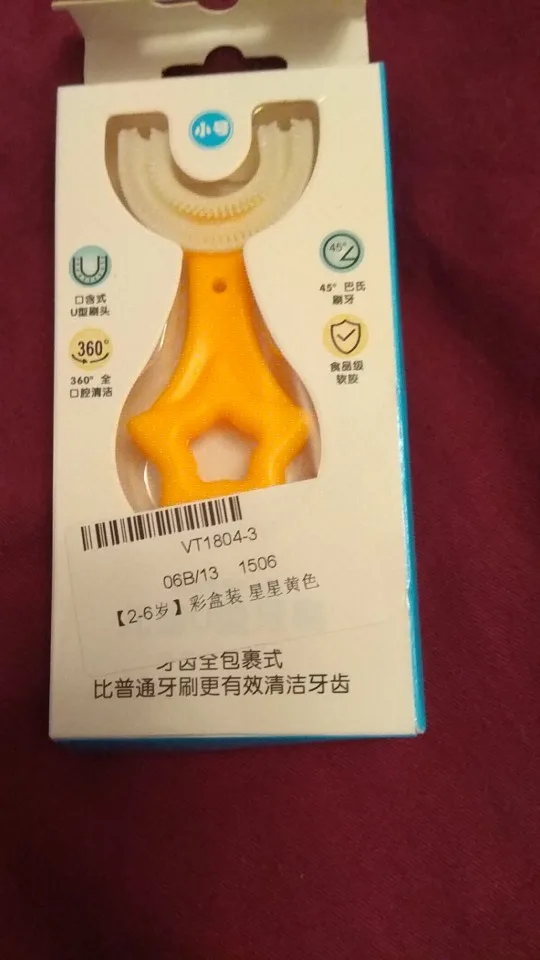 小号
口含式
U型刷头
360°
360° 全
口腔清洁
45°
45° 巴氏
刷牙
食品级
软胶
VT1804-3
06B/13 1506
【2-6岁】彩盒装 星星黄色
牙齿全包裹式
比普通牙刷更有效清洁牙齿